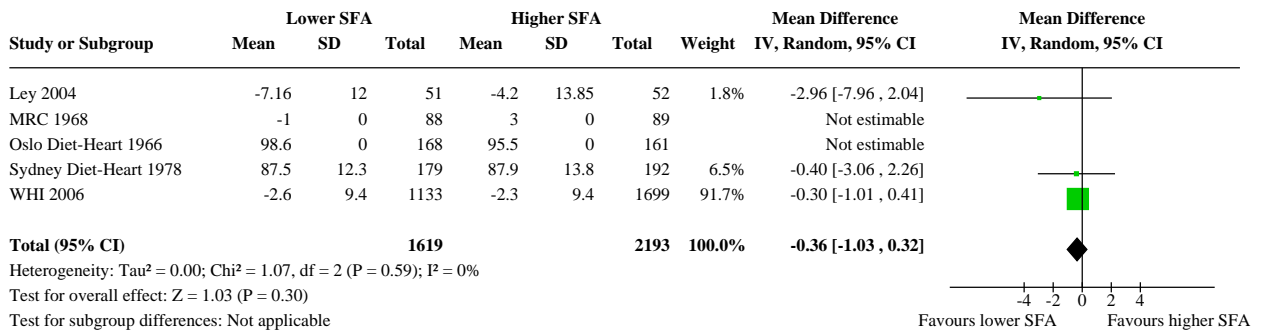 Lower SFA Higher SFA Mean Difference Mean Difference
Study or Subgroup Mean SD Total Mean SD Total Weight IV, Random, 95% CI IV, Random, 95% CI
Ley 2004 -7.16 12 51 -4.2 13.85 52 1.8% -2.96 [-7.96 , 2.04]
MRC 1968 -1 0 88 3 0 89 Not estimable
Oslo Diet-Heart 1966 98.6 0 168 95.5 0 161 Not estimable
Sydney Diet-Heart 1978 87.5 12.3 179 87.9 13.8 192 6.5% -0.40 [-3.06 , 2.26]
WHI 2006 -2.6 9.4 1133 -2.3 9.4 1699 91.7% -0.30 [-1.01 , 0.41]
Total (95% CI) 1619 2193 100.0% -0.36 [-1.03 , 0.32]
Heterogeneity: Tau² = 0.00; Chi² = 1.07, df = 2 (P = 0.59); I² = 0%
Test for overall effect: Z = 1.03 (P = 0.30)
Test for subgroup differences: Not applicable
-4 -2 0 2 4
Favours lower SFA Favours higher SFA